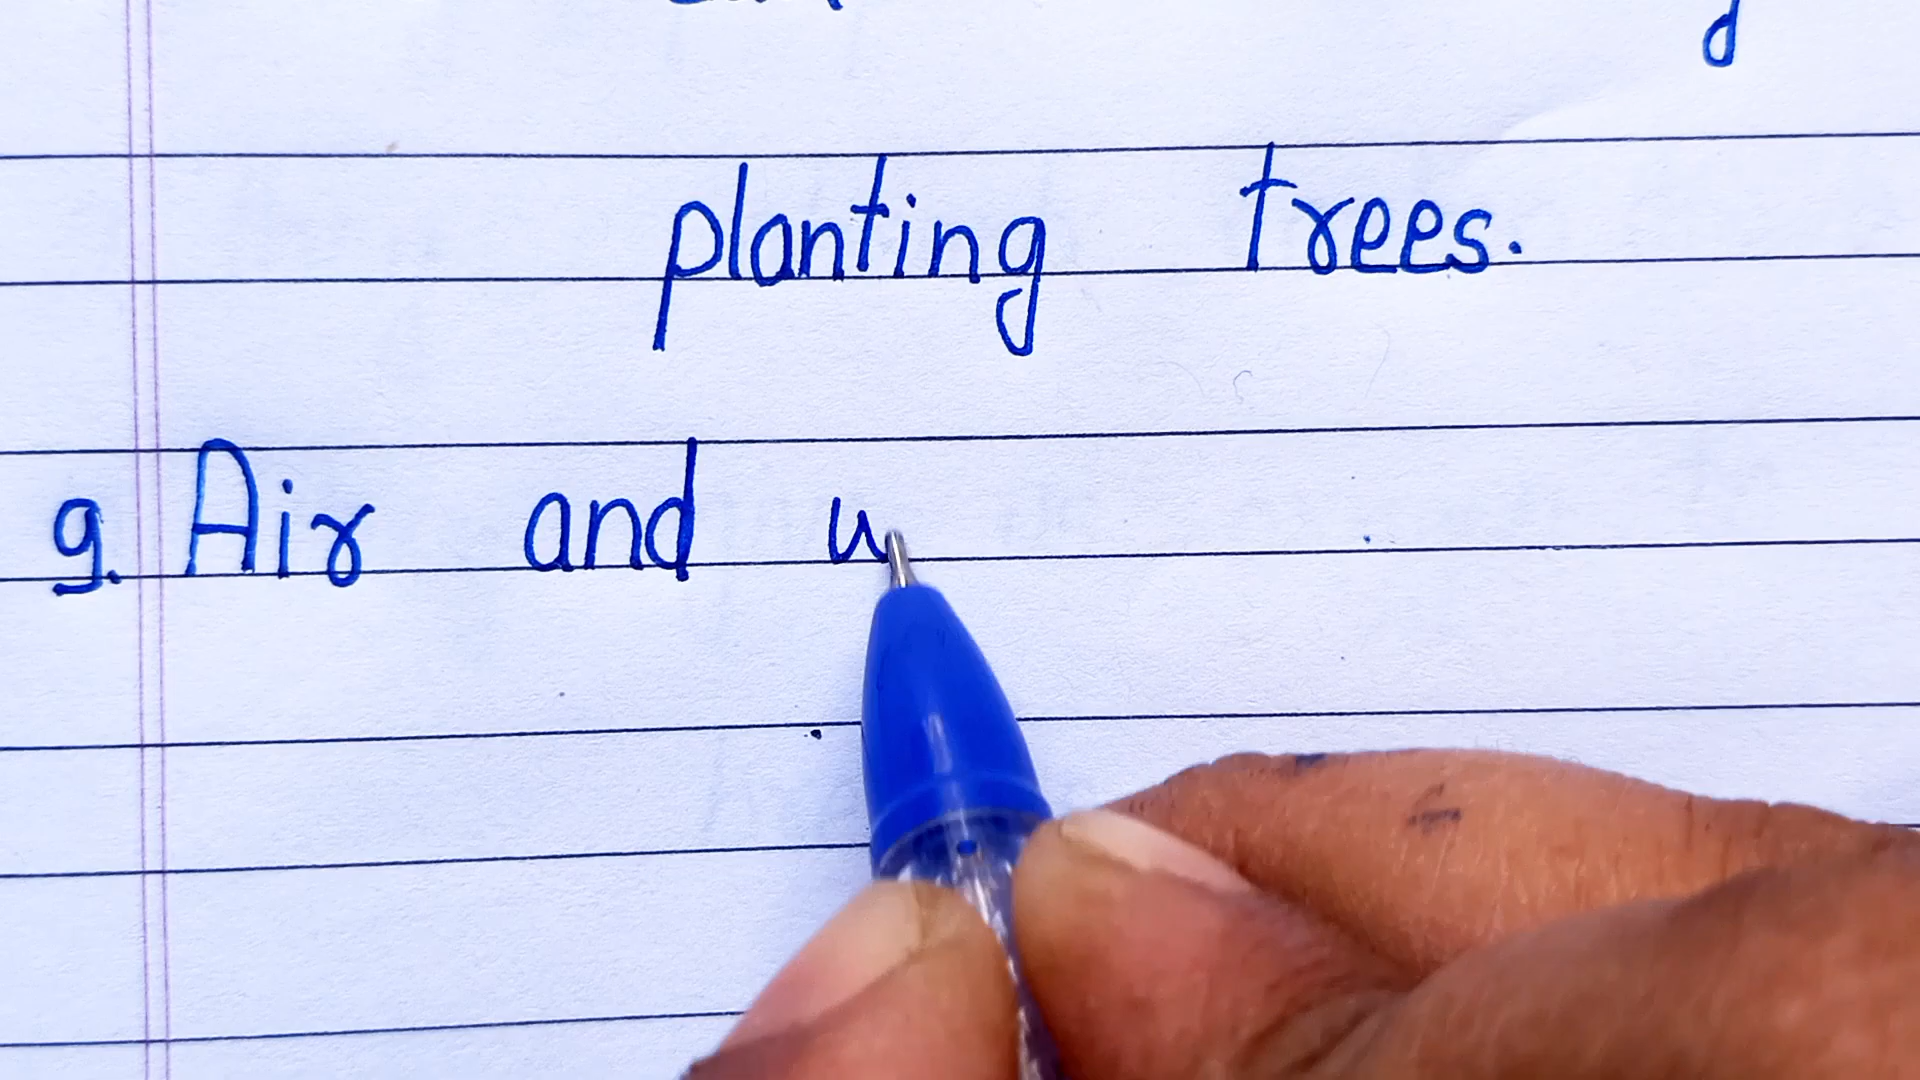 planting trees.
9. Air and w